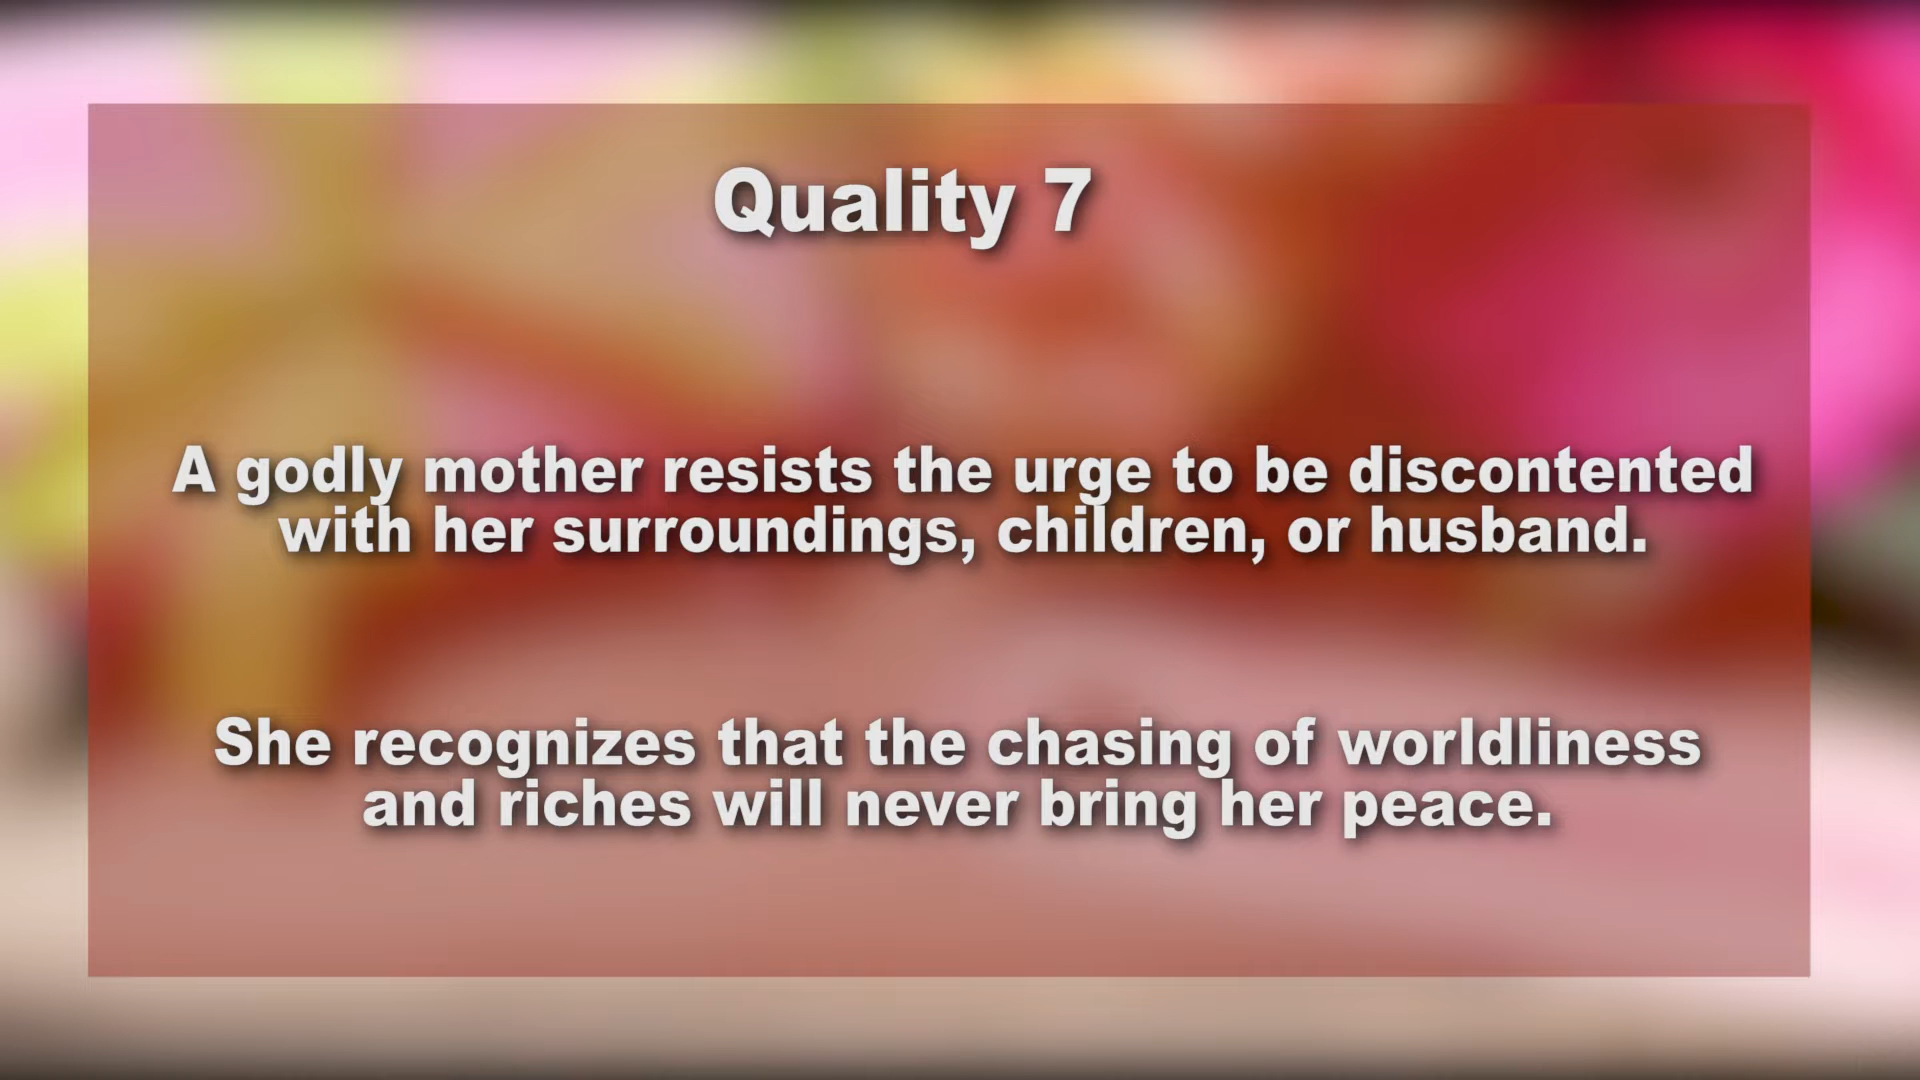 Quality 7
A godly mother resists the urge to be discontented
with her surroundings, children, or husband.
She recognizes that the chasing of worldliness
and riches will never bring her peace.